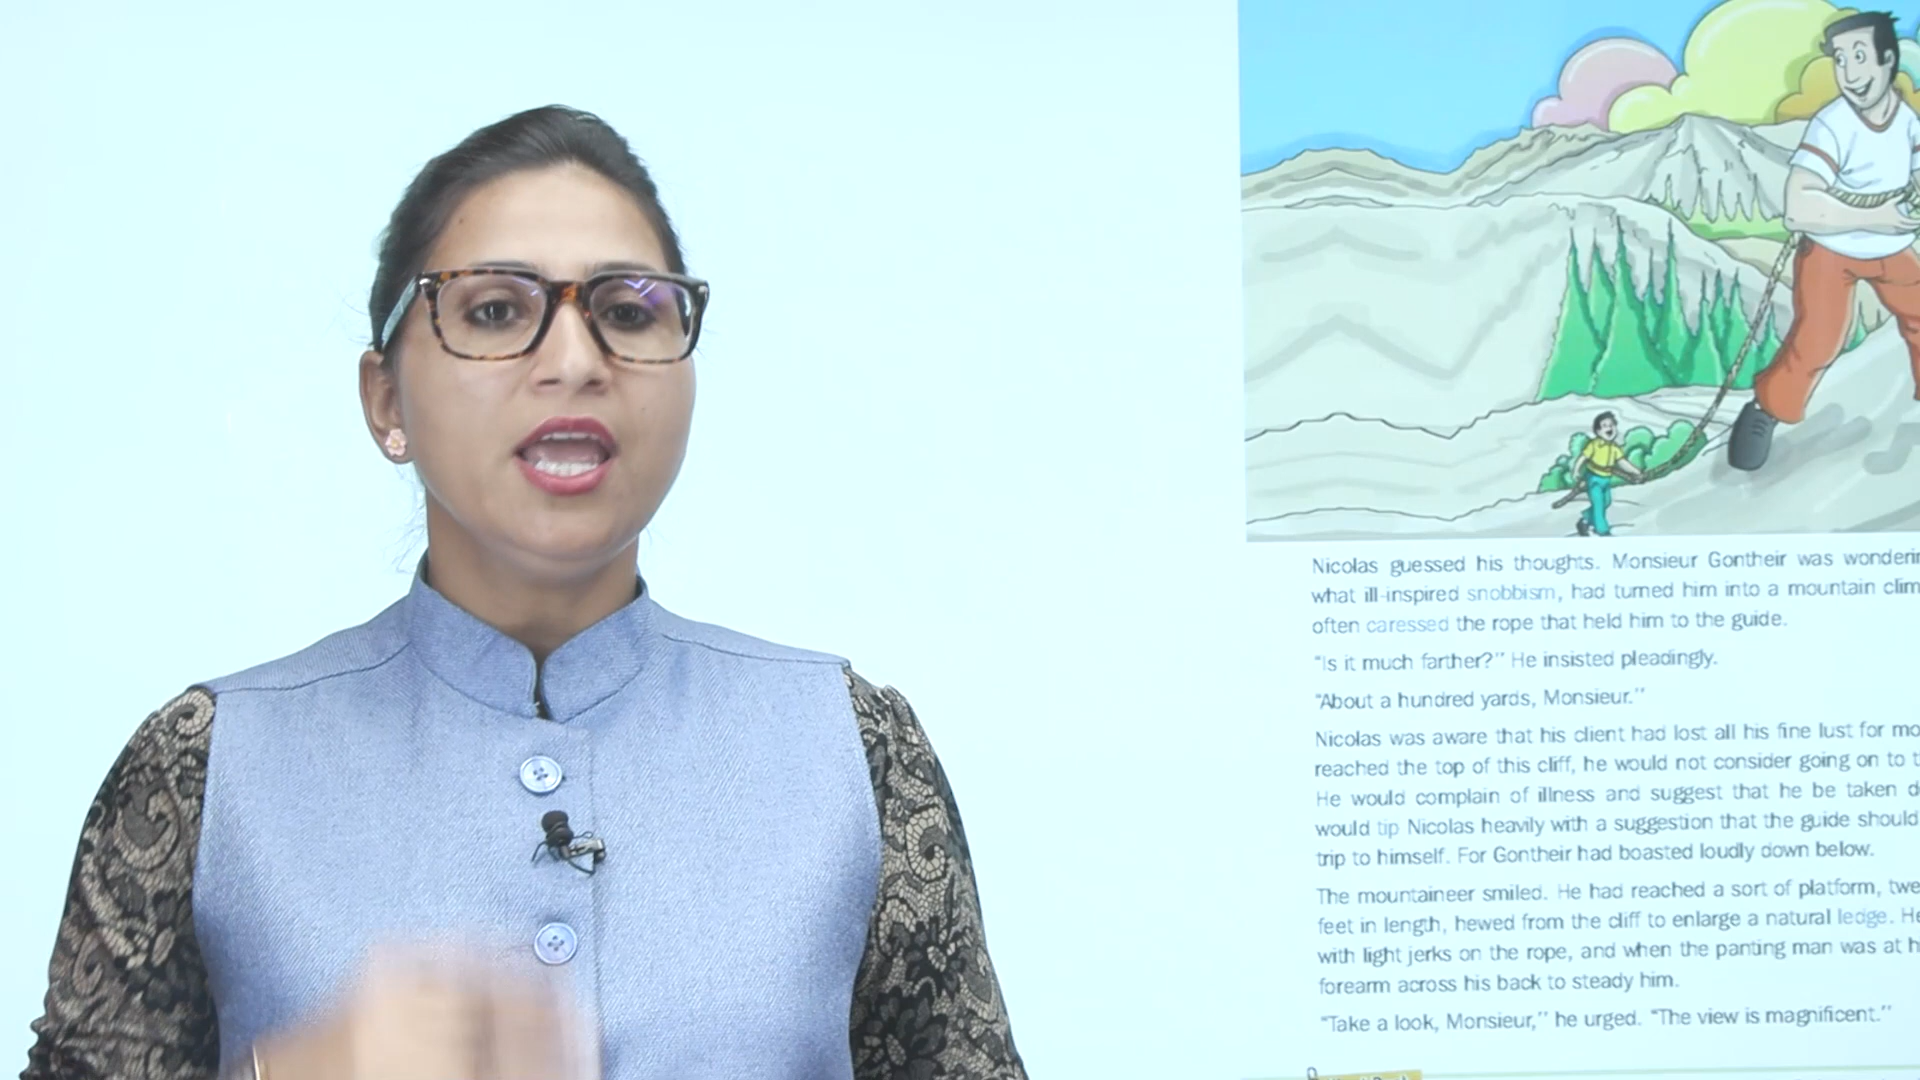 Nicolas guessed his thoughts. Monsieur Gontheir was
what ill-inspired snobbism, had turned him into a mountain
often caressed the rope that held him to the guide.
"Is it much farther?" He insisted pleadingly.
"About a hundred yards, Monsieur."
Nicolas was aware that his client had lost all his fine lust for
reached the top of this cliff, he would not consider going on to
He would complain of illness and suggest that he be taken
would tip Nicolas heavily with a suggestion that the guide should
trip to himself. For Gontheir had boasted loudly down below.
The mountaineer smiled. He had reached a sort of platform,
feet in length, hewed from the cliff to enlarge a natural ledge.
with light jerks on the rope, and when the panting man was at
forearm across his back to steady him.
"Take a look, Monsieur," he urged. "The view is magnificent."